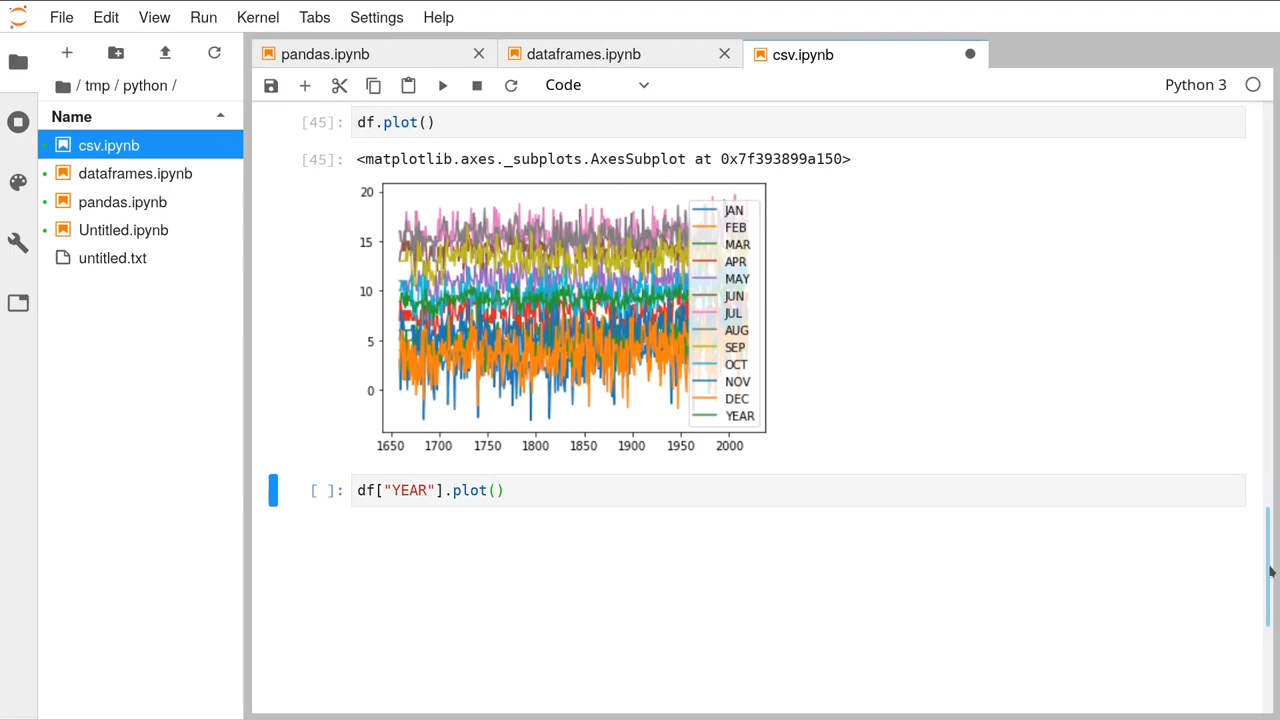 File Edit View Run Kernel Tabs Settings Help
pandas.ipynb dataframes.ipynb csv.ipynb
/ tmp / python /
Code Python 3
Name
csv.ipynb
dataframes.ipynb
pandas.ipynb
Untitled.ipynb
untitled.txt
[45]: df.plot()
[45]: <matplotlib.axes._subplots.AxesSubplot at 0x7f393899a150>
20
15
10
5
0
JAN
FEB
MAR
APR
MAY
JUN
JUL
AUG
SEP
OCT
NOV
DEC
YEAR
1650 1700 1750 1800 1850 1900 1950 2000
[ ]: df["YEAR"].plot()